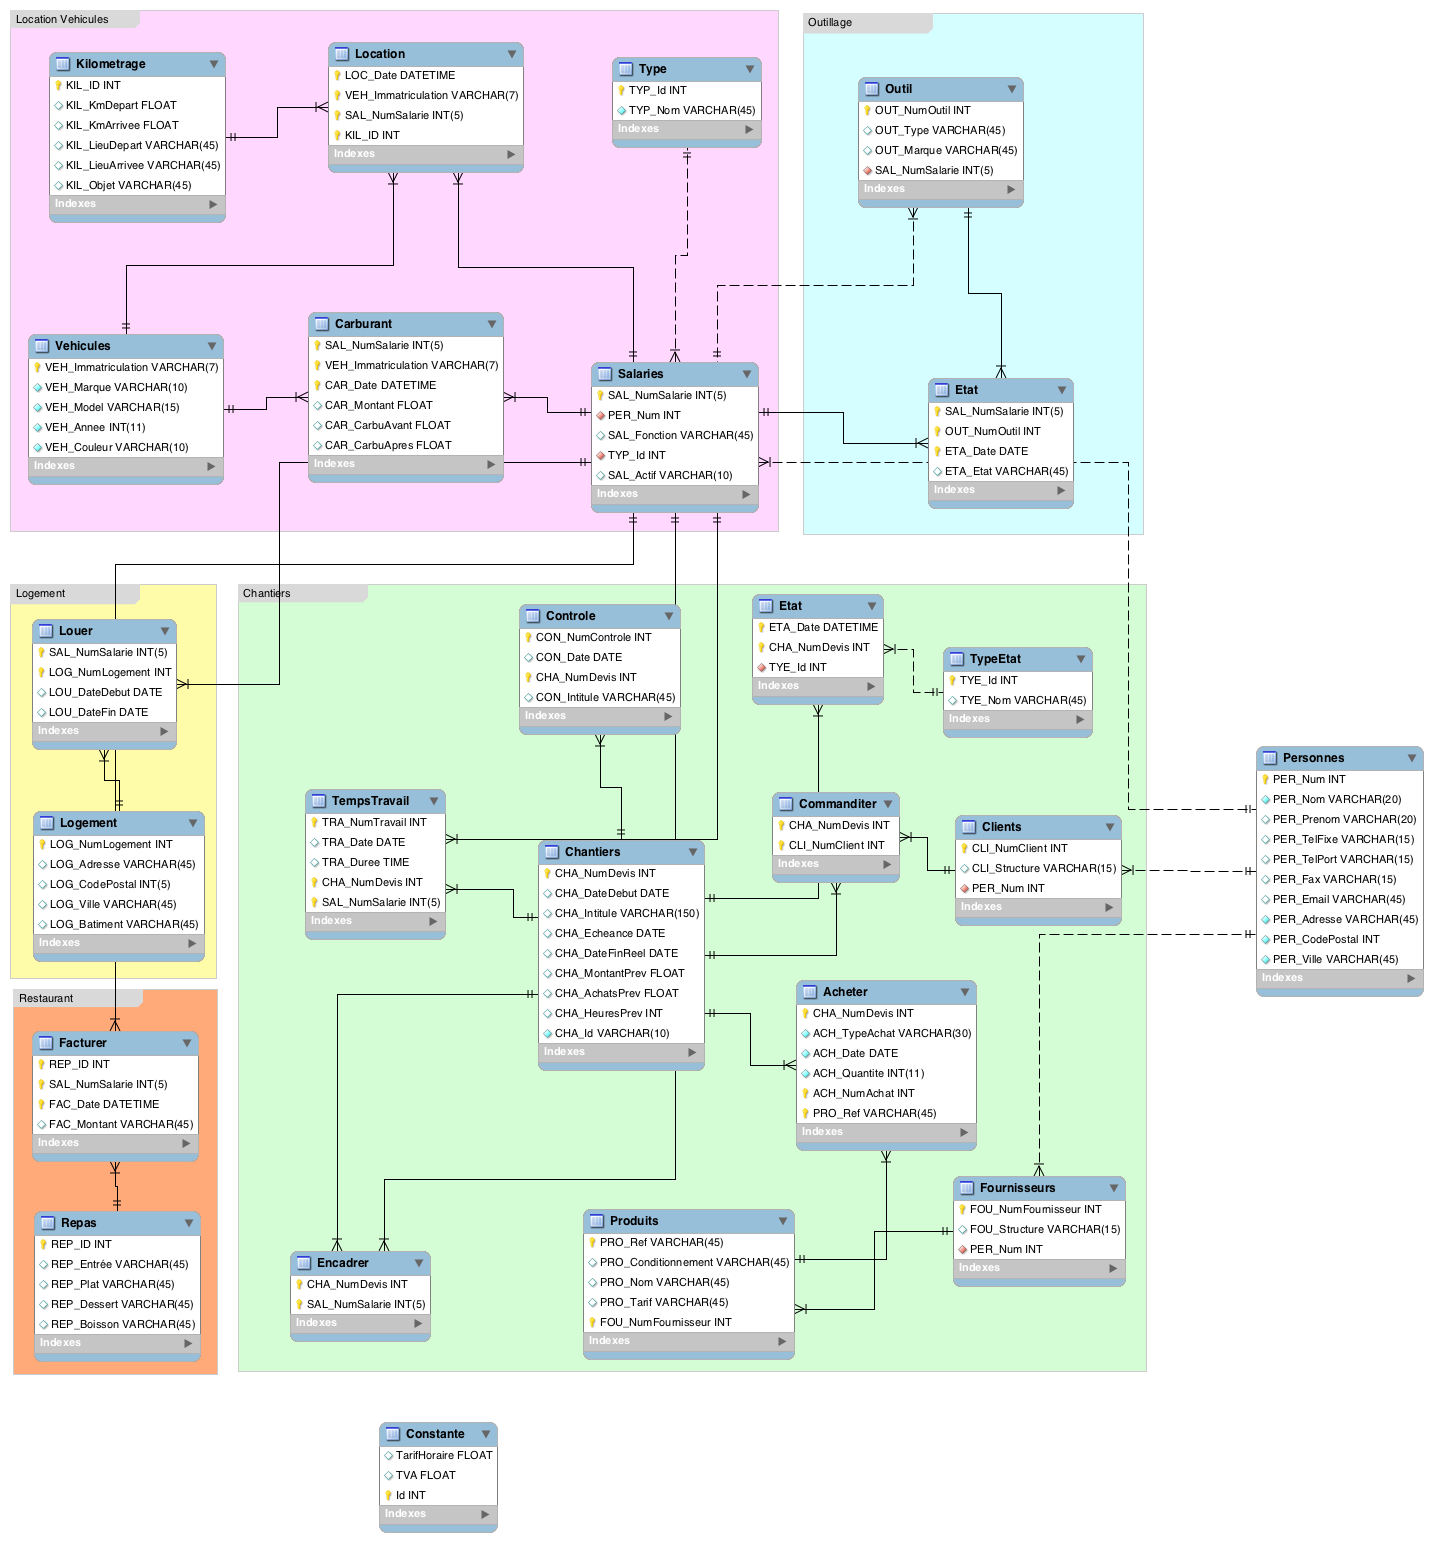 Location Vehicules
Kilometrage
KIL_ID INT
KIL_KmDepart FLOAT
KIL_KmArrivee FLOAT
KIL_LieuDepart VARCHAR(45)
KIL_LieuArrivee VARCHAR(45)
KIL_Objet VARCHAR(45)
Indexes
Location
LOC_Date DATETIME
VEH_Immatriculation VARCHAR(7)
SAL_NumSalarie INT(5)
KIL_ID INT
Indexes
Type
TYP_Id INT
TYP_Nom VARCHAR(45)
Indexes
Vehicules
VEH_Immatriculation VARCHAR(7)
VEH_Marque VARCHAR(10)
VEH_Model VARCHAR(15)
VEH_Annee INT(11)
VEH_Couleur VARCHAR(10)
Indexes
Carburant
SAL_NumSalarie INT(5)
VEH_Immatriculation VARCHAR(7)
CAR_Date DATETIME
CAR_Montant FLOAT
CAR_CarbuAvant FLOAT
CAR_CarbuApres FLOAT
Indexes
Salaries
SAL_NumSalarie INT(5)
PER_Num INT
SAL_Fonction VARCHAR(45)
TYP_Id INT
SAL_Actif VARCHAR(10)
Indexes
Outillage
Outil
OUT_NumOutil INT
OUT_Type VARCHAR(45)
OUT_Marque VARCHAR(45)
SAL_NumSalarie INT(5)
Indexes
Etat
SAL_NumSalarie INT(5)
OUT_NumOutil INT
ETA_Date DATE
ETA_Etat VARCHAR(45)
Indexes
Logement
Louer
SAL_NumSalarie INT(5)
LOG_NumLogement INT
LOU_DateDebut DATE
LOU_DateFin DATE
Indexes
Logement
LOG_NumLogement INT
LOG_Adresse VARCHAR(45)
LOG_CodePostal INT(5)
LOG_Ville VARCHAR(45)
LOG_Batiment VARCHAR(45)
Indexes
Restaurant
Facturer
REP_ID INT
SAL_NumSalarie INT(5)
FAC_Date DATETIME
FAC_Montant VARCHAR(45)
Indexes
Repas
REP_ID INT
REP_Entrée VARCHAR(45)
REP_Plat VARCHAR(45)
REP_Dessert VARCHAR(45)
REP_Boisson VARCHAR(45)
Indexes
Chantiers
Controle
CON_NumControle INT
CON_Date DATE
CHA_NumDevis INT
CON_Intitule VARCHAR(45)
Indexes
Etat
ETA_Date DATETIME
CHA_NumDevis INT
TYE_Id INT
Indexes
TypeEtat
TYE_Id INT
TYE_Nom VARCHAR(45)
Indexes
TempsTravail
TRA_NumTravail INT
TRA_Date DATE
TRA_Duree TIME
CHA_NumDevis INT
SAL_NumSalarie INT(5)
Indexes
Chantiers
CHA_NumDevis INT
CHA_DateDebut DATE
CHA_Intitule VARCHAR(150)
CHA_Echeance DATE
CHA_DateFinReel DATE
CHA_MontantPrev FLOAT
CHA_AchatsPrev FLOAT
CHA_HeuresPrev INT
CHA_Id VARCHAR(10)
Indexes
Commanditer
CHA_NumDevis INT
CLI_NumClient INT
Indexes
Clients
CLI_NumClient INT
CLI_Structure VARCHAR(15)
PER_Num INT
Indexes
Acheter
CHA_NumDevis INT
ACH_TypeAchat VARCHAR(30)
ACH_Date DATE
ACH_Quantite INT(11)
ACH_NumAchat INT
PRO_Ref VARCHAR(45)
Indexes
Encadrer
CHA_NumDevis INT
SAL_NumSalarie INT(5)
Indexes
Produits
PRO_Ref VARCHAR(45)
PRO_Conditionnement VARCHAR(45)
PRO_Nom VARCHAR(45)
PRO_Tarif VARCHAR(45)
FOU_NumFournisseur INT
Indexes
Fournisseurs
FOU_NumFournisseur INT
FOU_Structure VARCHAR(15)
PER_Num INT
Indexes
Personnes
PER_Num INT
PER_Nom VARCHAR(20)
PER_Prenom VARCHAR(20)
PER_TelFixe VARCHAR(15)
PER_TelPort VARCHAR(15)
PER_Fax VARCHAR(15)
PER_Email VARCHAR(45)
PER_Adresse VARCHAR(45)
PER_CodePostal INT
PER_Ville VARCHAR(45)
Indexes
Constante
TarifHoraire FLOAT
TVA FLOAT
Id INT
Indexes